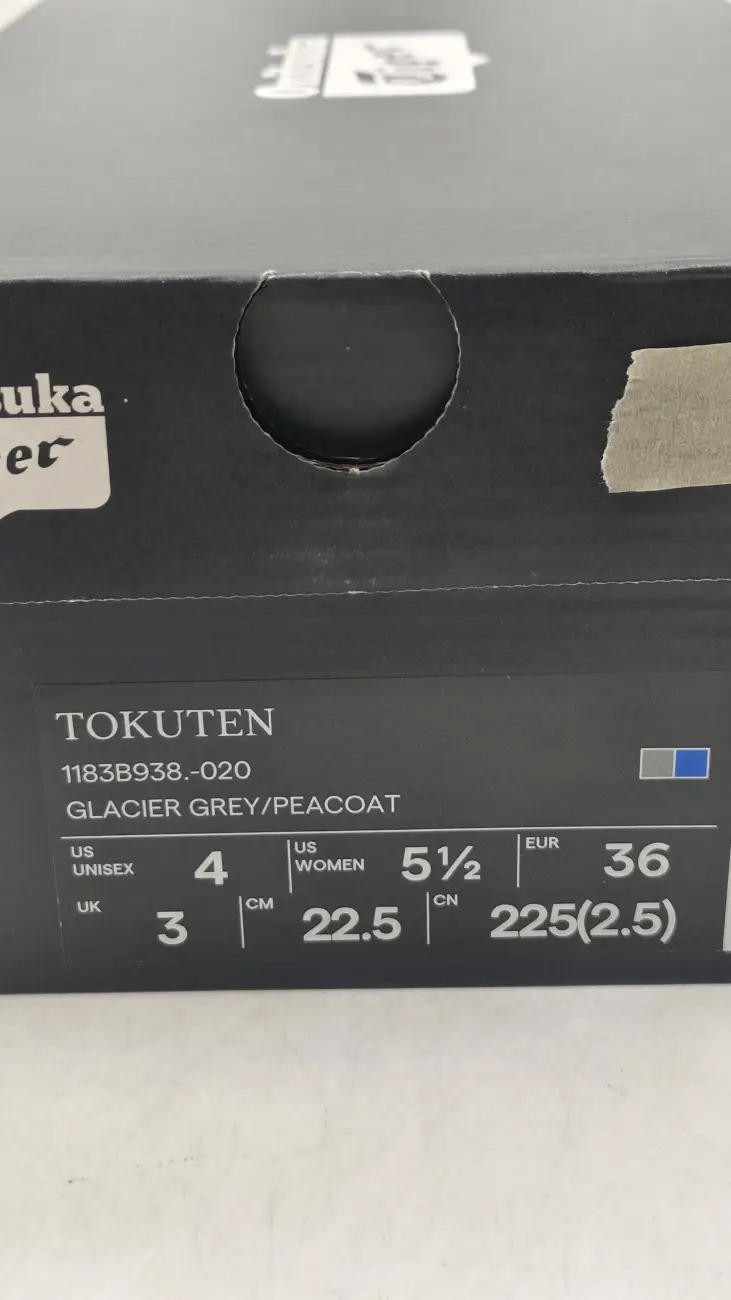 uka
er
TOKUTEN
1183B938.-020
GLACIER GREY/PEACOAT
US UNISEX 4 US WOMEN 5½ EUR 36
UK 3 CM 22.5 CN 225(2.5)